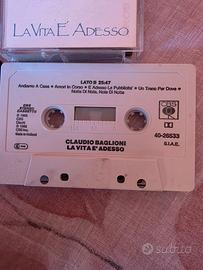 LA VITA È ADESSO
LATO B 25:47
Andiamo A Casa • Amori In Corso • E Adesso La Pubblicita' • Un Treno Per Dove •
Notte Di Note, Note Di Notte
CBS
40-26533
S.I.A.E.
CLAUDIO BAGLIONI
LA VITA E' ADESSO
subito